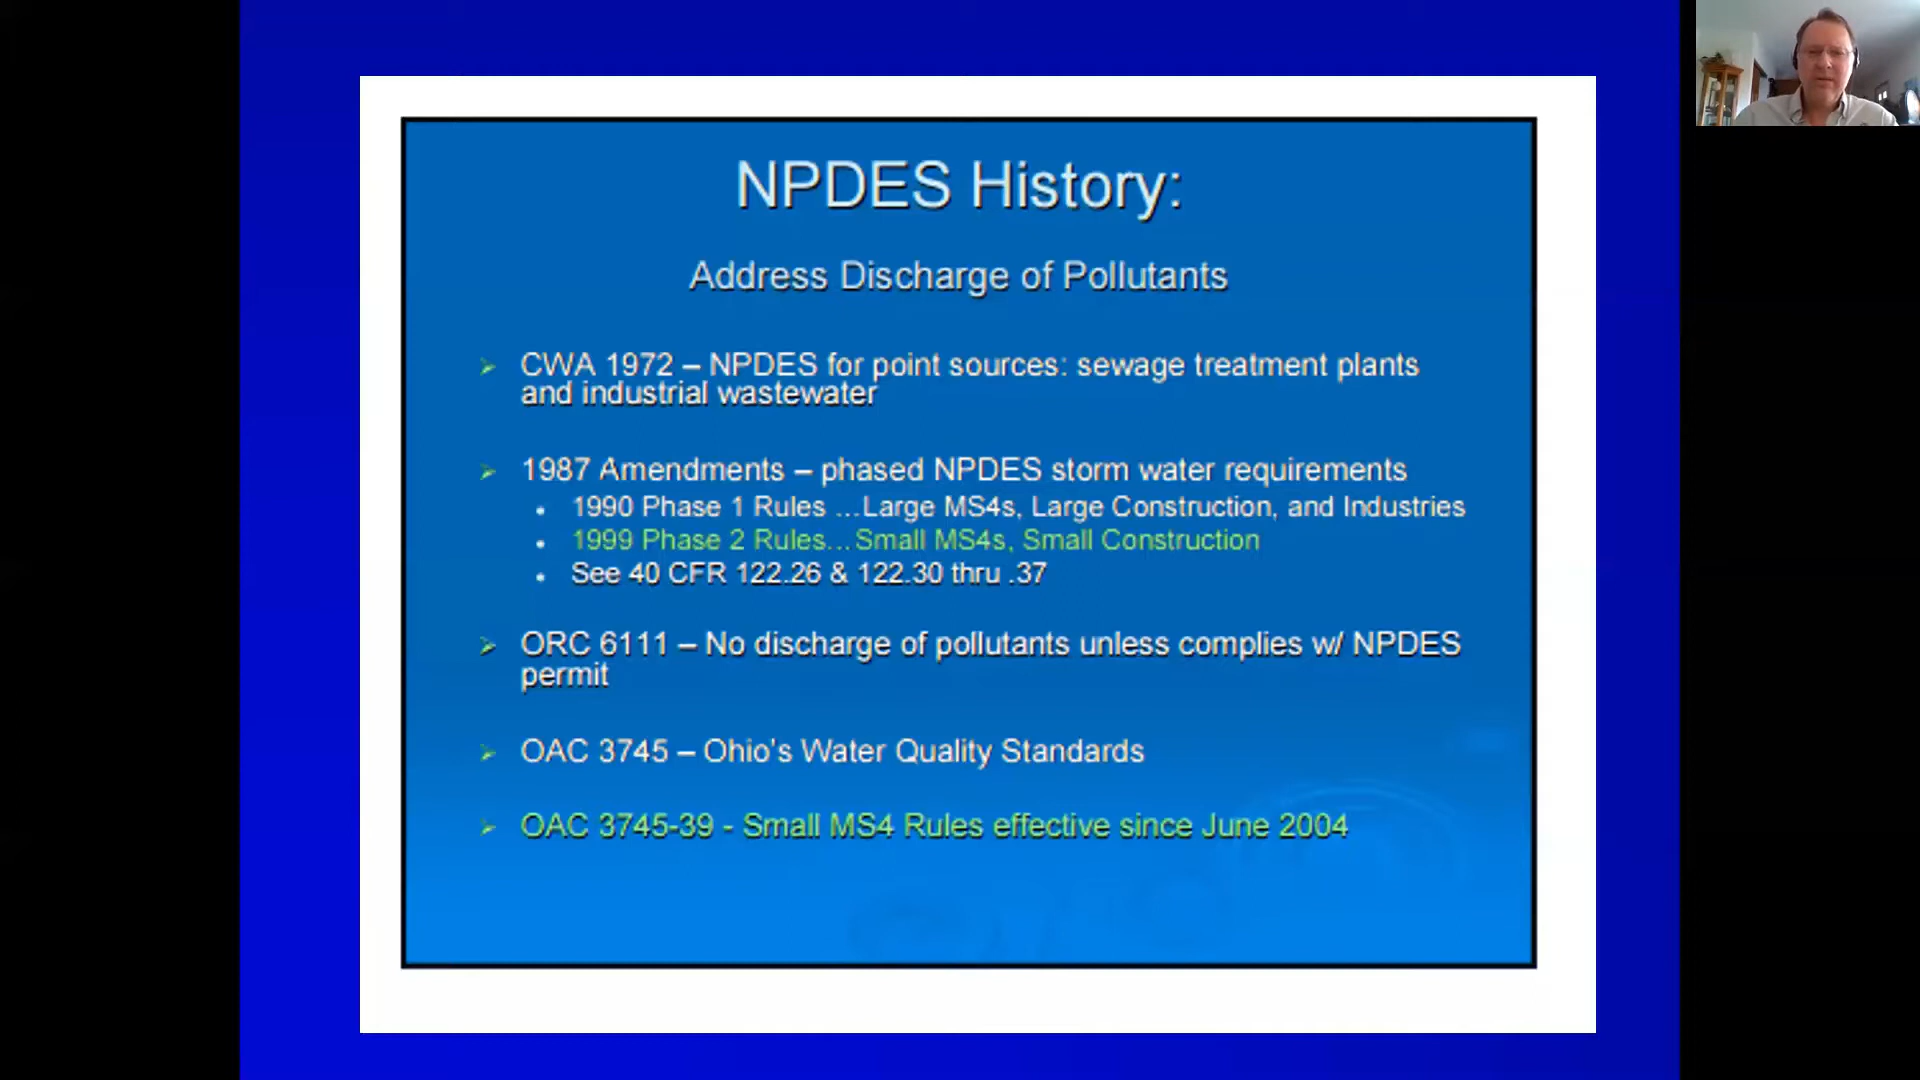 NPDES History:
Address Discharge of Pollutants
CWA 1972 – NPDES for point sources: sewage treatment plants
and industrial wastewater
1987 Amendments – phased NPDES storm water requirements
1990 Phase 1 Rules …Large MS4s, Large Construction, and Industries
1999 Phase 2 Rules…Small MS4s, Small Construction
See 40 CFR 122.26 & 122.30 thru .37
ORC 6111 – No discharge of pollutants unless complies w/ NPDES
permit
OAC 3745 – Ohio's Water Quality Standards
OAC 3745-39 - Small MS4 Rules effective since June 2004